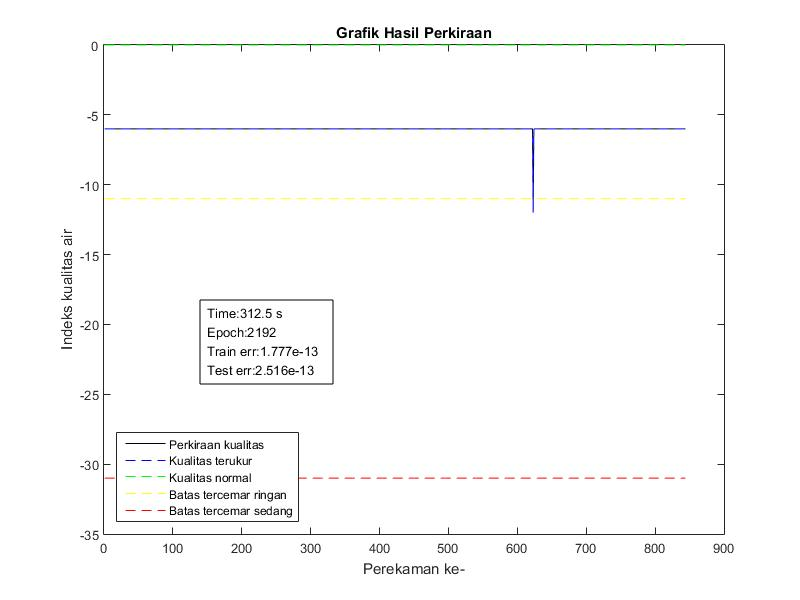 Grafik Hasil Perkiraan
0
-5
-10
-15
-20
-25
-30
-35
Indeks kualitas air
Time:312.5 s
Epoch:2192
Train err:1.777e-13
Test err:2.516e-13
Perkiraan kualitas
Kualitas terukur
Kualitas normal
Batas tercemar ringan
Batas tercemar sedang
0 100 200 300 400 500 600 700 800 900
Perekaman ke-